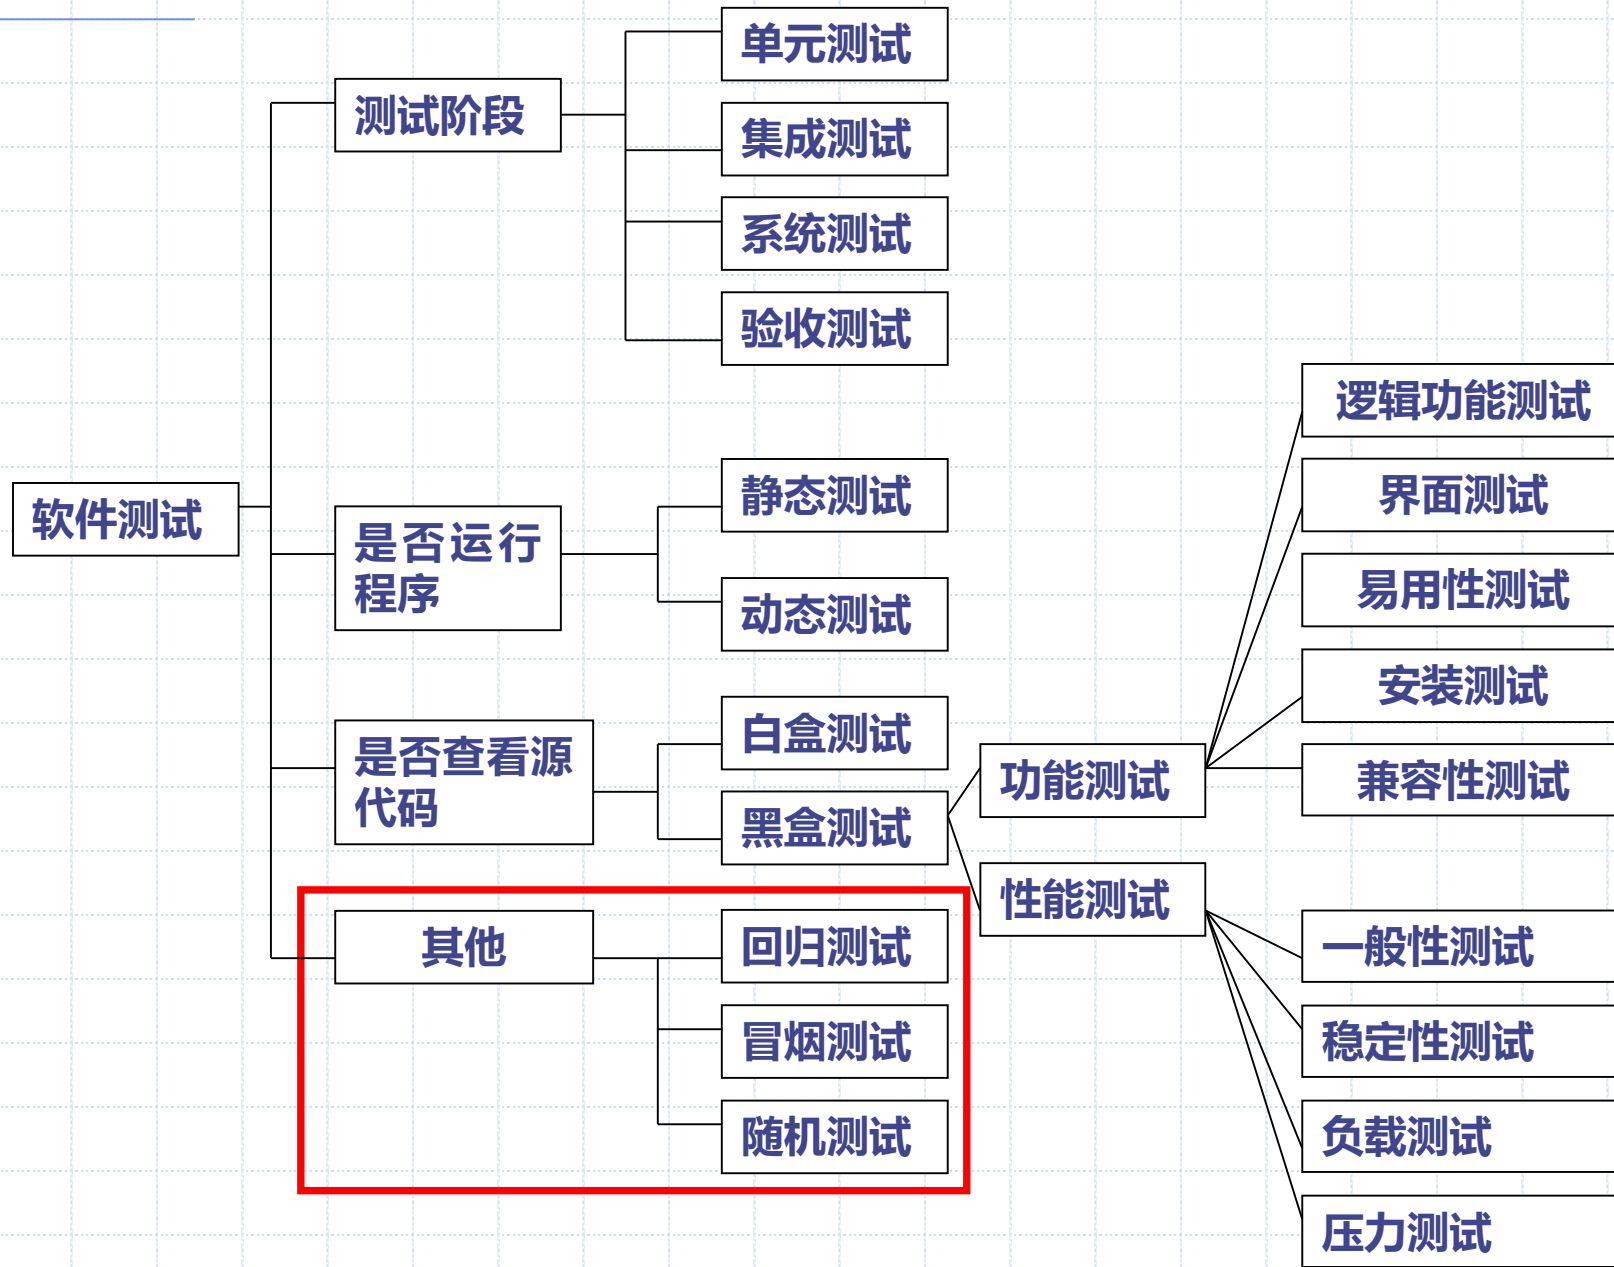 软件测试
测试阶段
单元测试
集成测试
系统测试
验收测试
是否运行
程序
静态测试
动态测试
是否查看源
代码
白盒测试
黑盒测试
功能测试
逻辑功能测试
界面测试
易用性测试
安装测试
兼容性测试
性能测试
一般性测试
稳定性测试
负载测试
压力测试
其他
回归测试
冒烟测试
随机测试